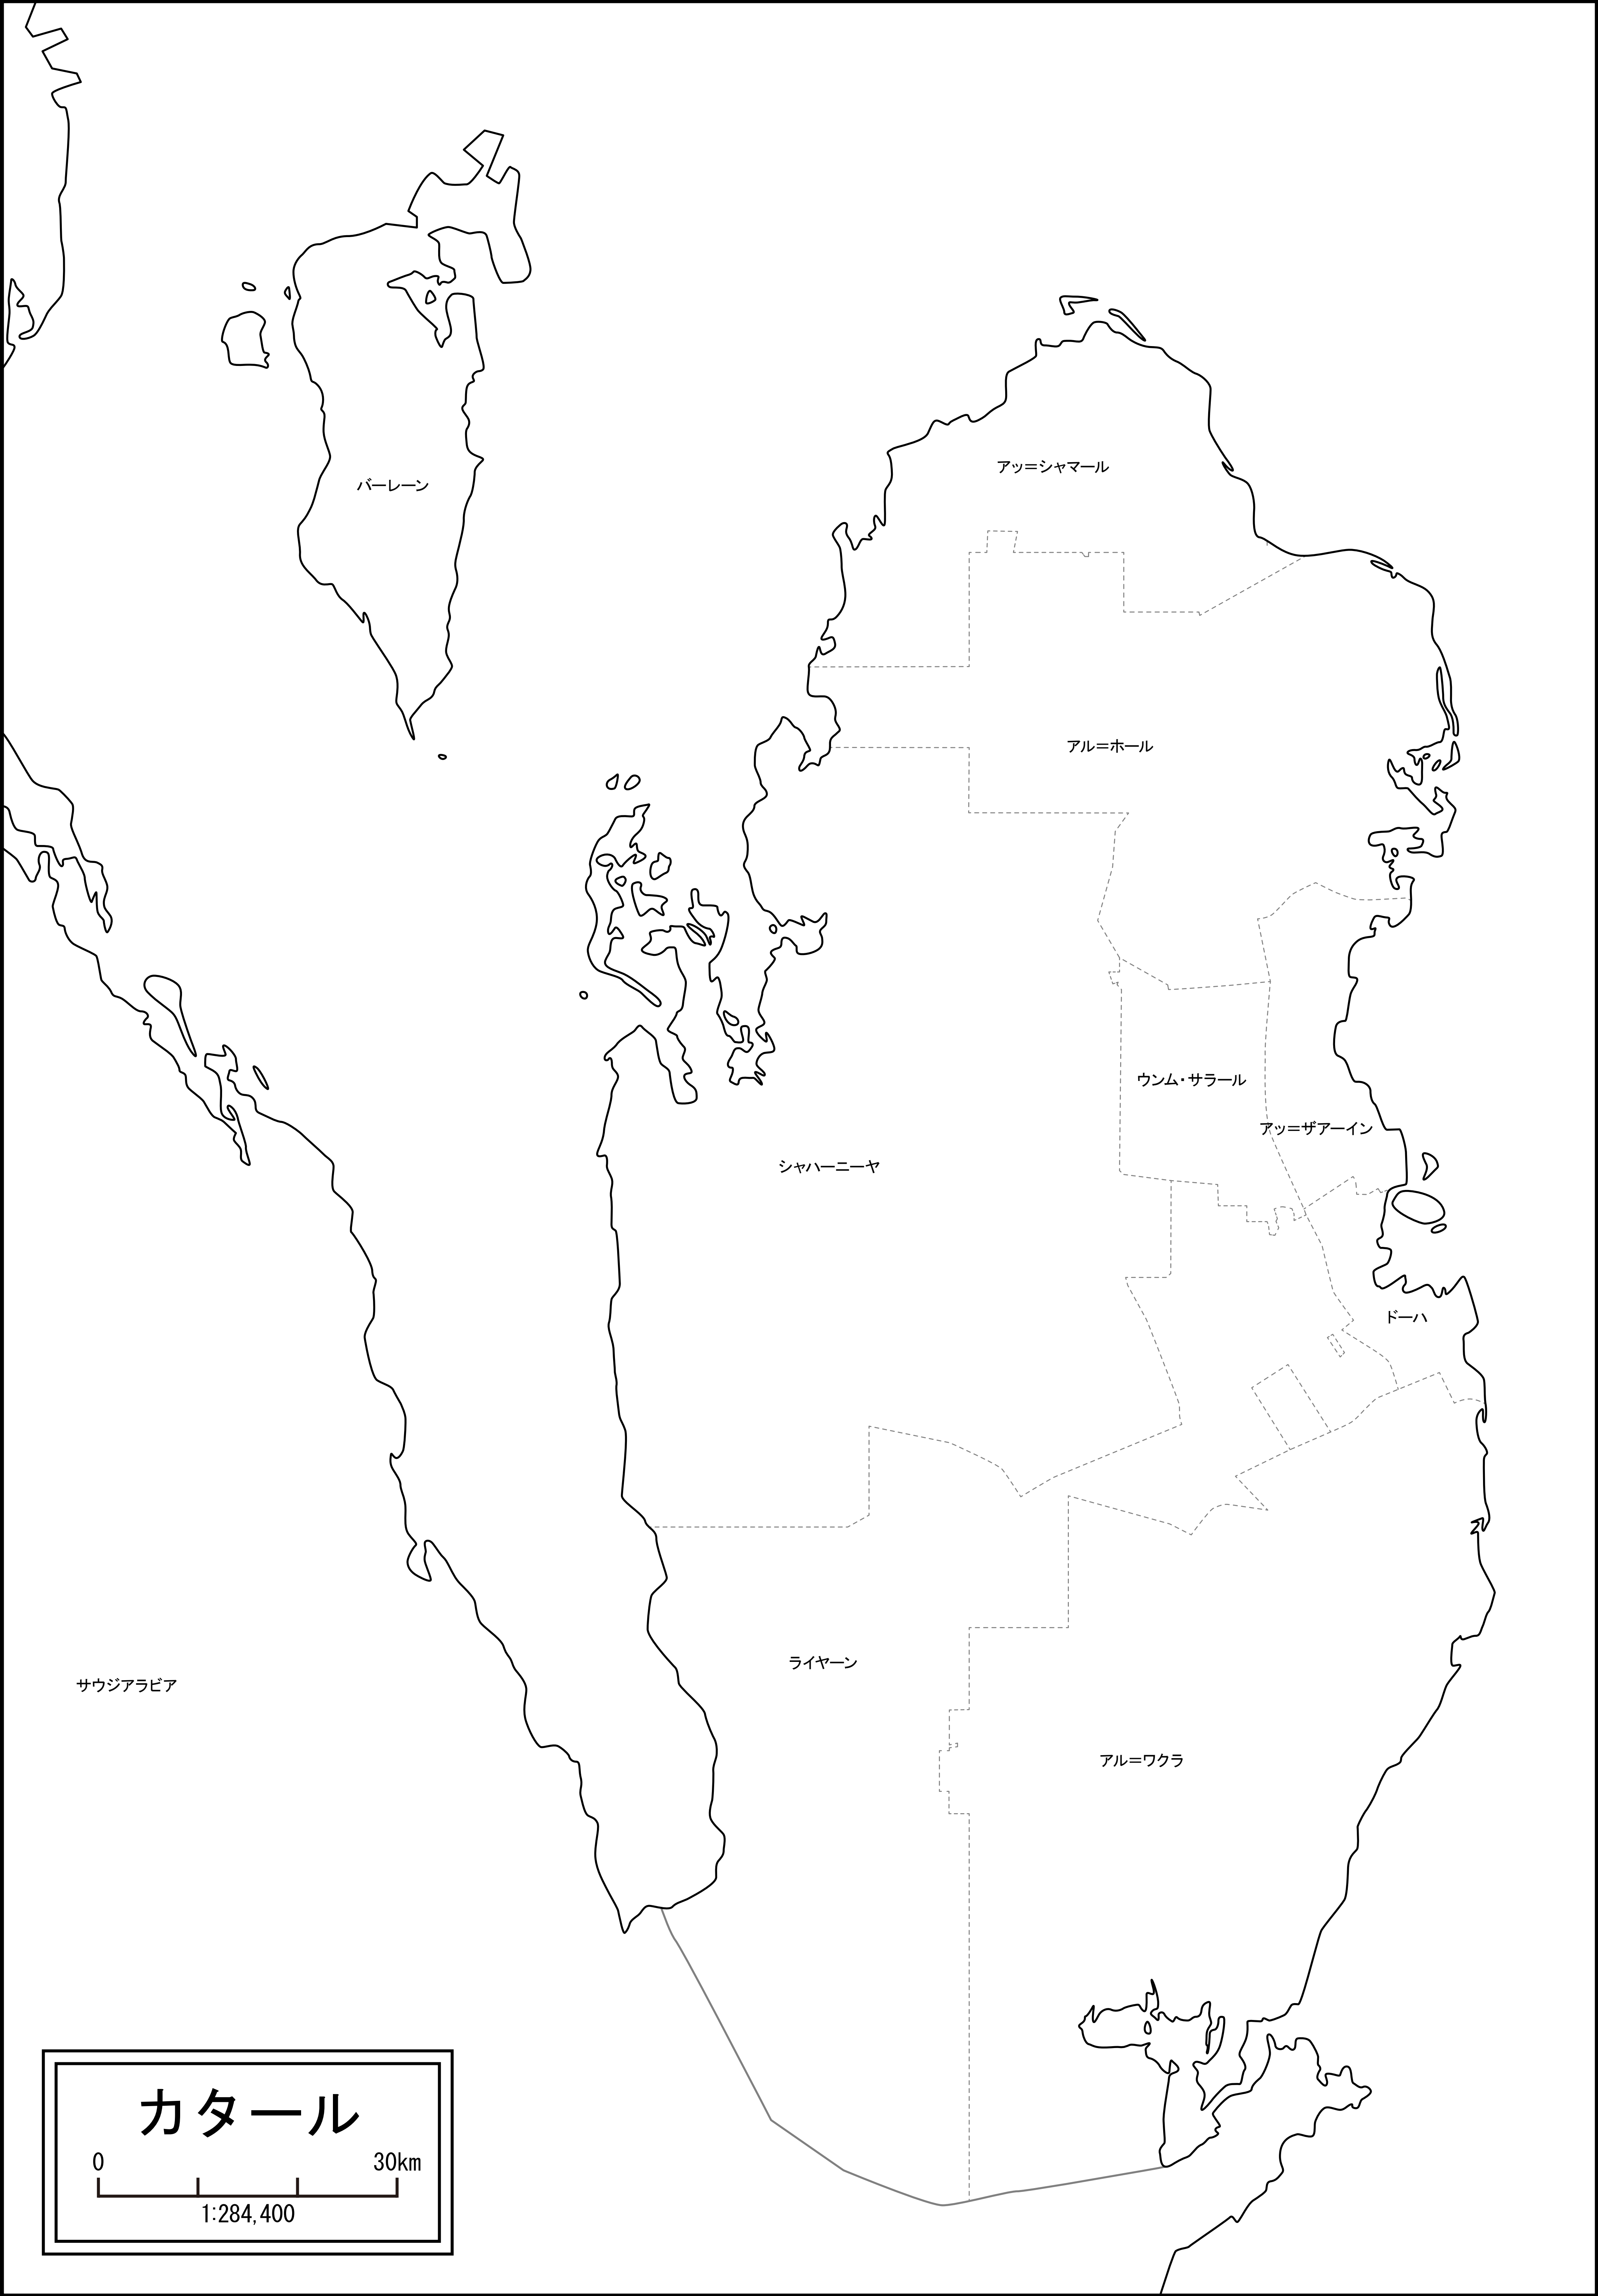 アッ=シャマール
バーレーン
アル=ホール
ウンム・サラール
アッ=ザアーイン
シャハーニーヤ
ドーハ
ライヤーン
サウジアラビア
アル=ワクラ
カタール
0 30km
1:284,400